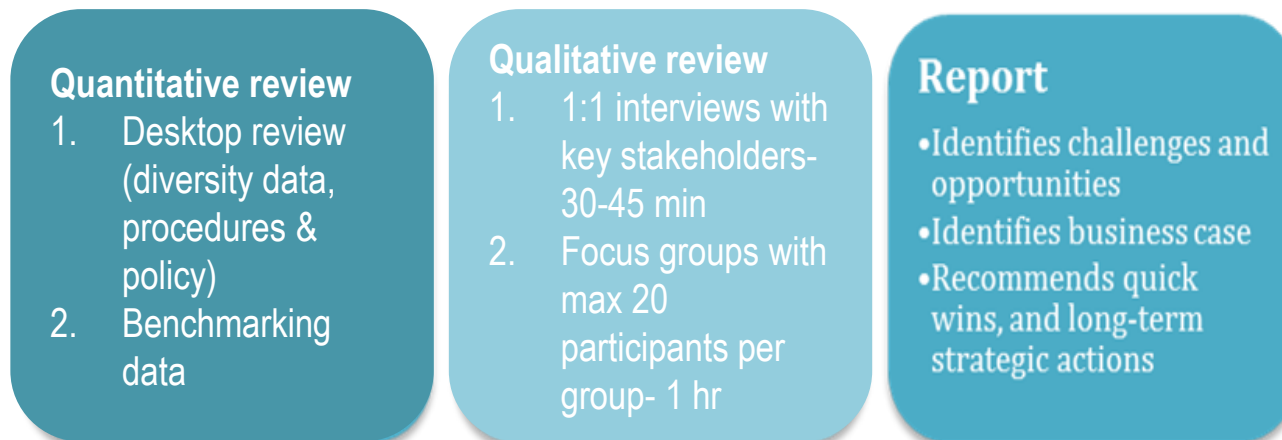 Quantitative review
1. Desktop review
(diversity data,
procedures &
policy)
2. Benchmarking
data
Qualitative review
1. 1:1 interviews with
key stakeholders-
30-45 min
2. Focus groups with
max 20
participants per
group- 1 hr
Report
•Identifies challenges and
opportunities
•Identifies business case
•Recommends quick
wins, and long-term
strategic actions